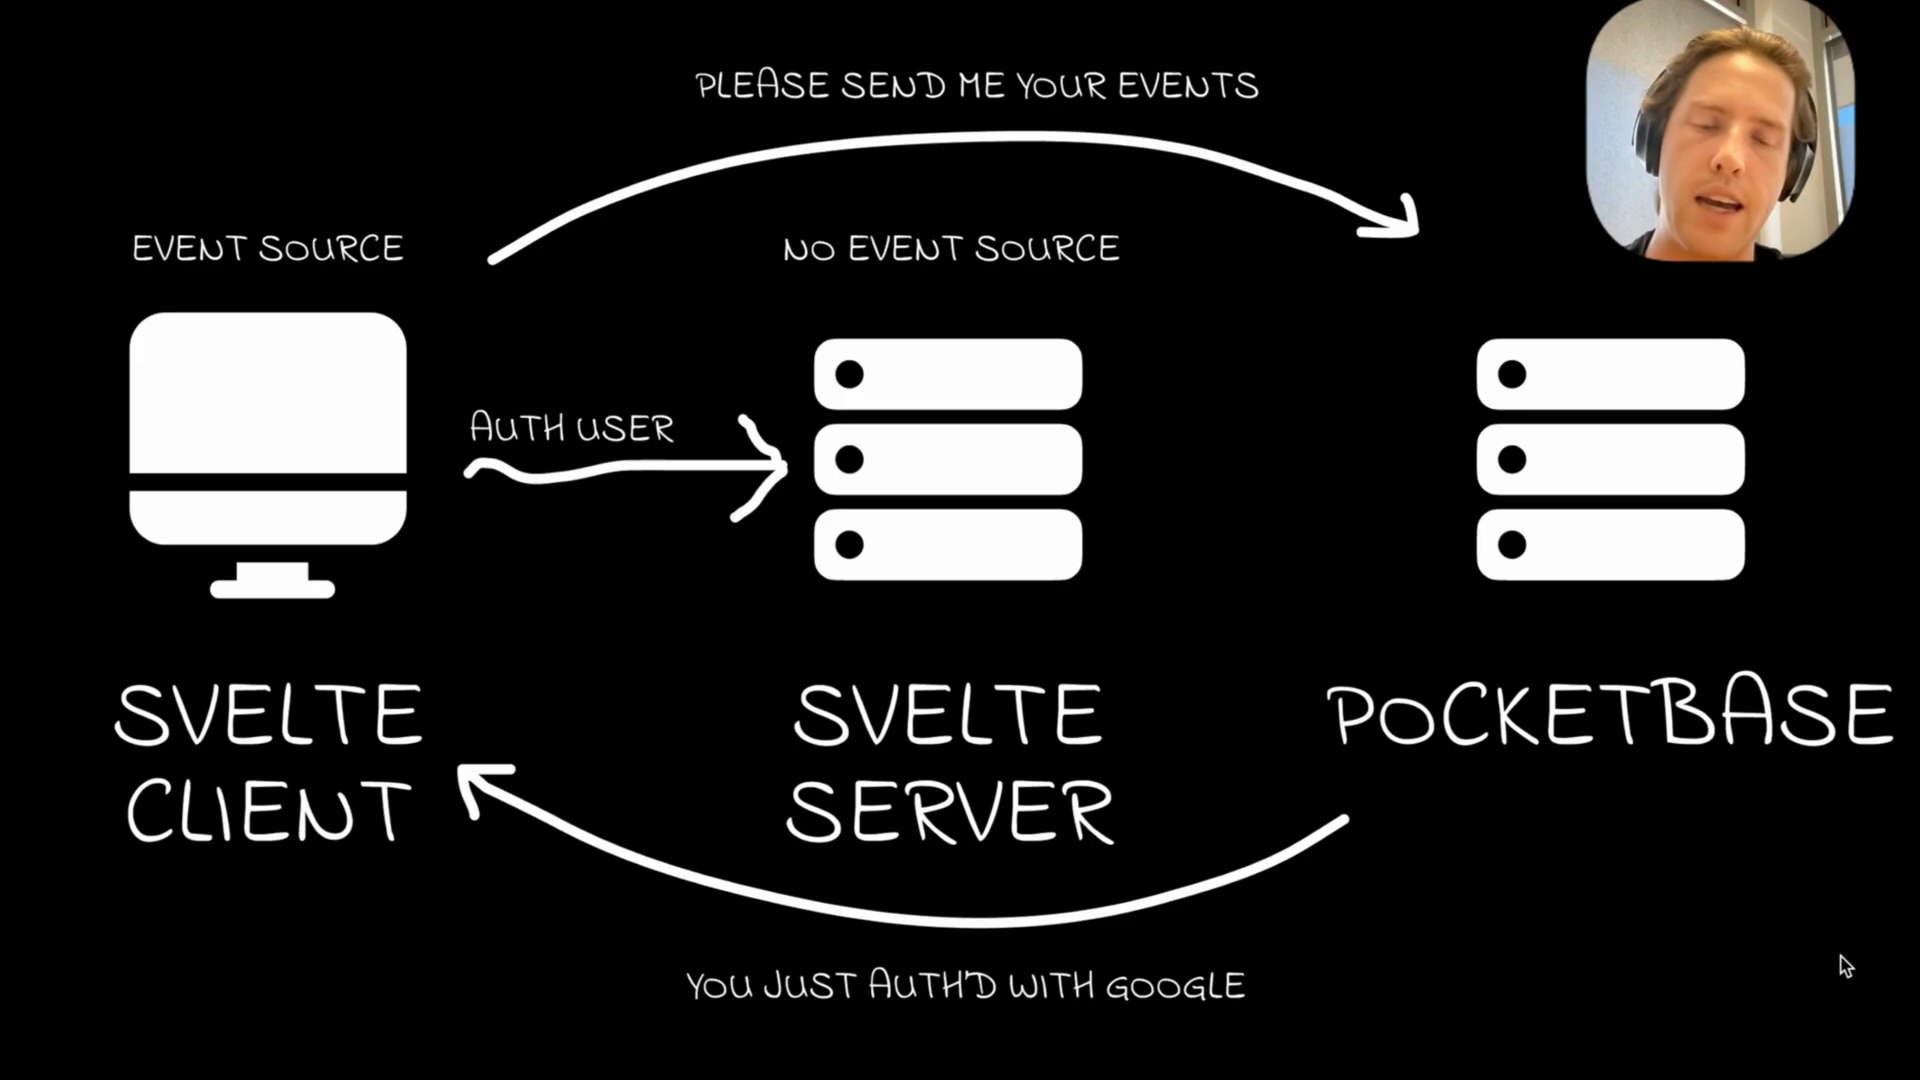 PLEASE SEND ME YOUR EVENTS
EVENT SOURCE
NO EVENT SOURCE
AUTH USER
SVELTE
CLIENT
SVELTE
SERVER
POCKETBASE
YOU JUST AUTH'D WITH GOOGLE